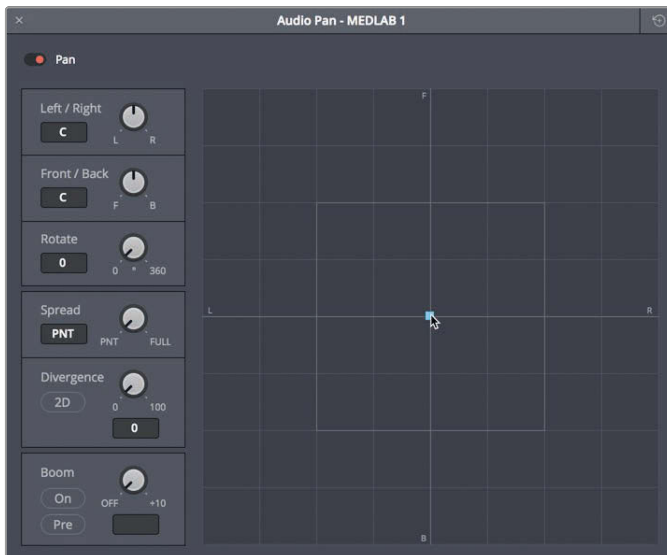 × Audio Pan - MEDLAB 1
Pan
Left / Right
C
L R
Front / Back
C
F B
Rotate
0
0 ° 360
Spread
PNT
PNT FULL
Divergence
2D
0 100
0
Boom
On
OFF +10
Pre
F
L R
B